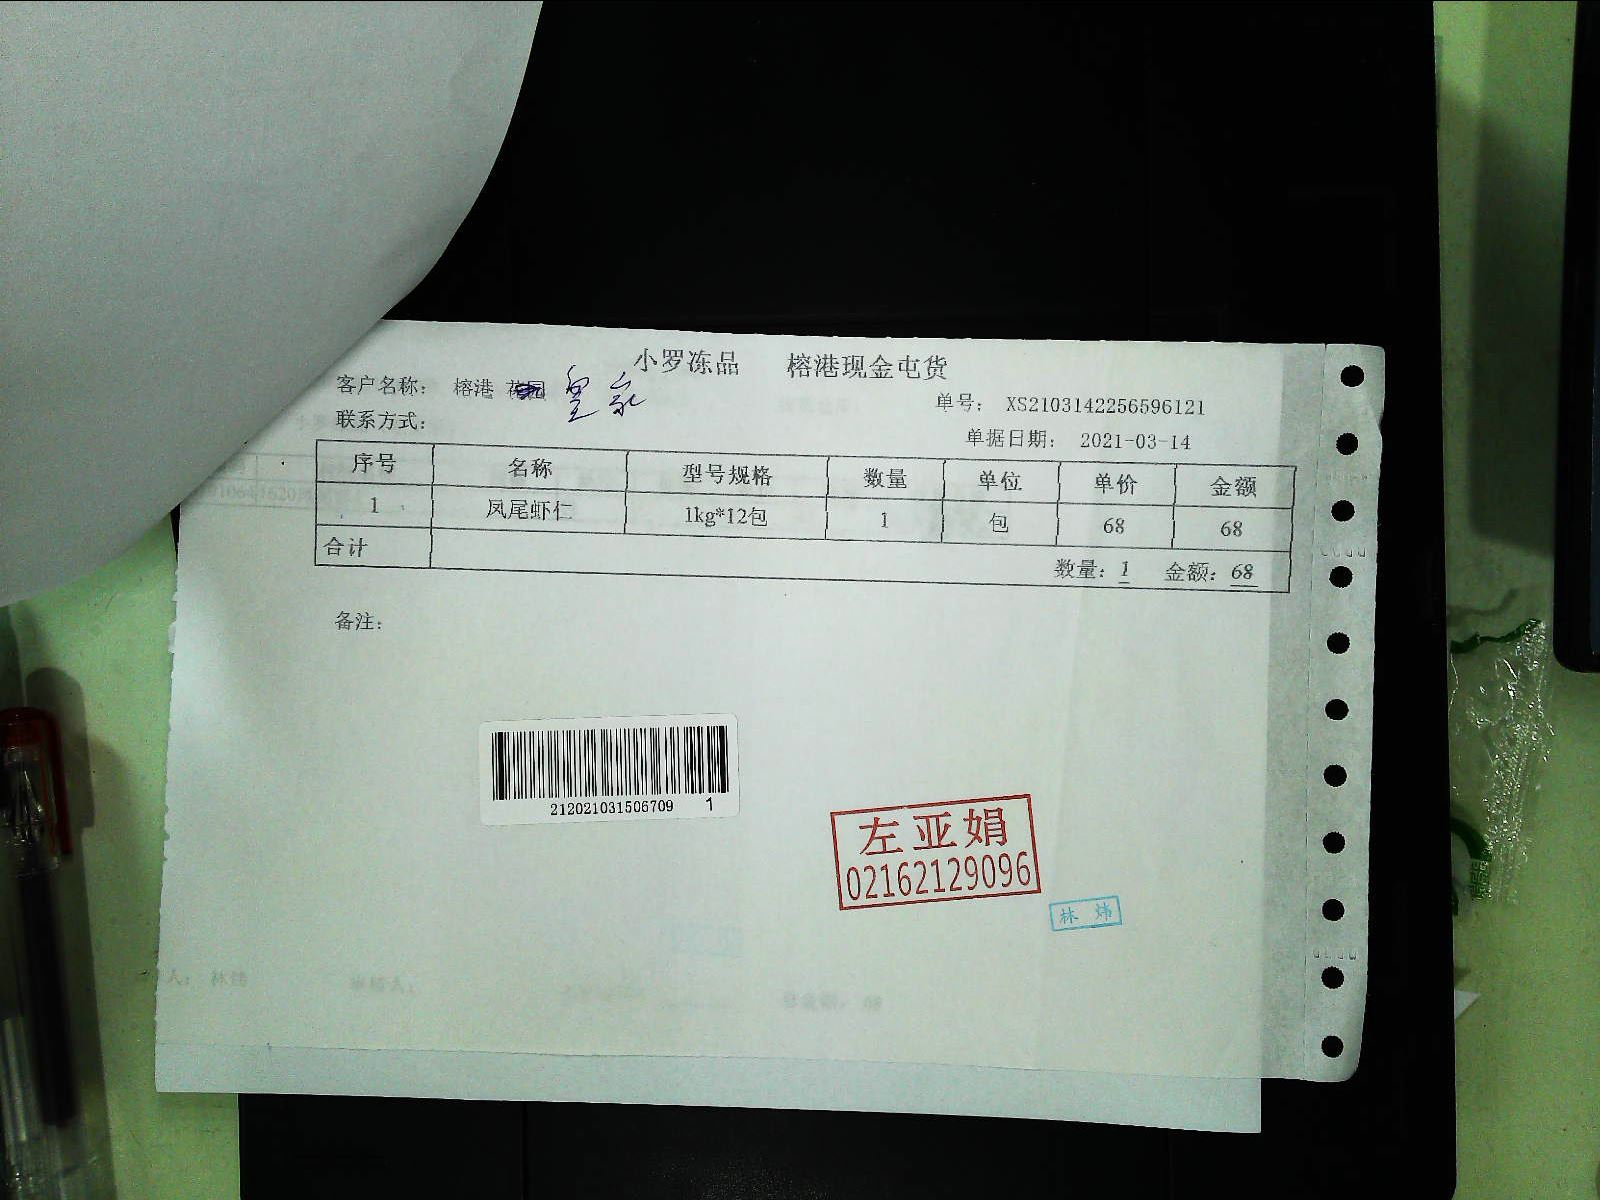 小罗冻品 榕港现金屯货
客户名称： 榕港 皇家
单号： XS2103142256596121
联系方式：
单据日期： 2021-03-14
序号 名称 型号规格 数量 单位 单价 金额
1 凤尾虾仁 1kg*12包 1 包 68 68
合计 数量：1 金额：68
备注：
212021031506709 1
左亚娟
02162129096
林 炜